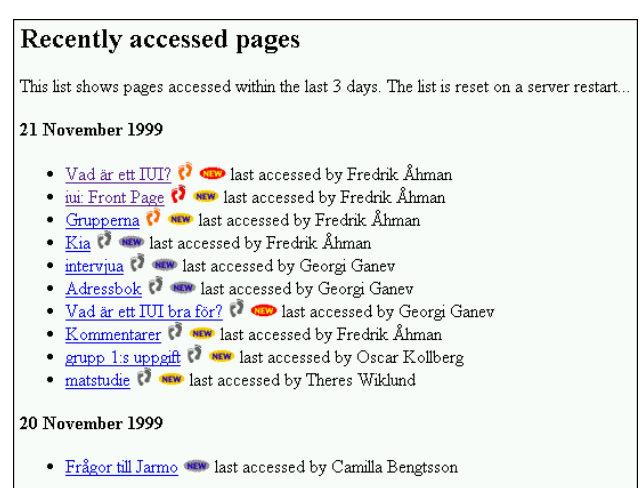 Recently accessed pages
This list shows pages accessed within the last 3 days. The list is reset on a server restart...
21 November 1999
Vad är ett IUI? NEW last accessed by Fredrik Åhman
iui: Front Page NEW last accessed by Fredrik Åhman
Grupperna NEW last accessed by Fredrik Åhman
Kia NEW last accessed by Fredrik Åhman
intervjua NEW last accessed by Georgi Ganev
Adressbok NEW last accessed by Georgi Ganev
Vad är ett IUI bra för? NEW last accessed by Georgi Ganev
Kommentarer NEW last accessed by Fredrik Åhman
grupp 1:s uppgift NEW last accessed by Oscar Kollberg
matstudie NEW last accessed by Theres Wiklund
20 November 1999
Frågor till Jarmo NEW last accessed by Camilla Bengtsson